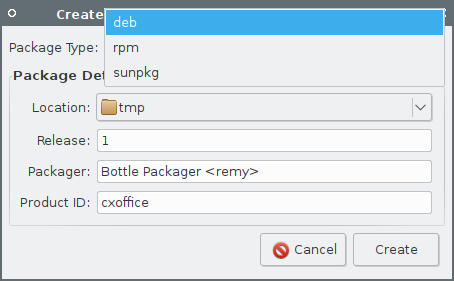 Create
deb
Package Type:
rpm
sunpkg
Package De
Location: tmp
Release: 1
Packager: Bottle Packager <remy>
Product ID: cxoffice
Cancel Create